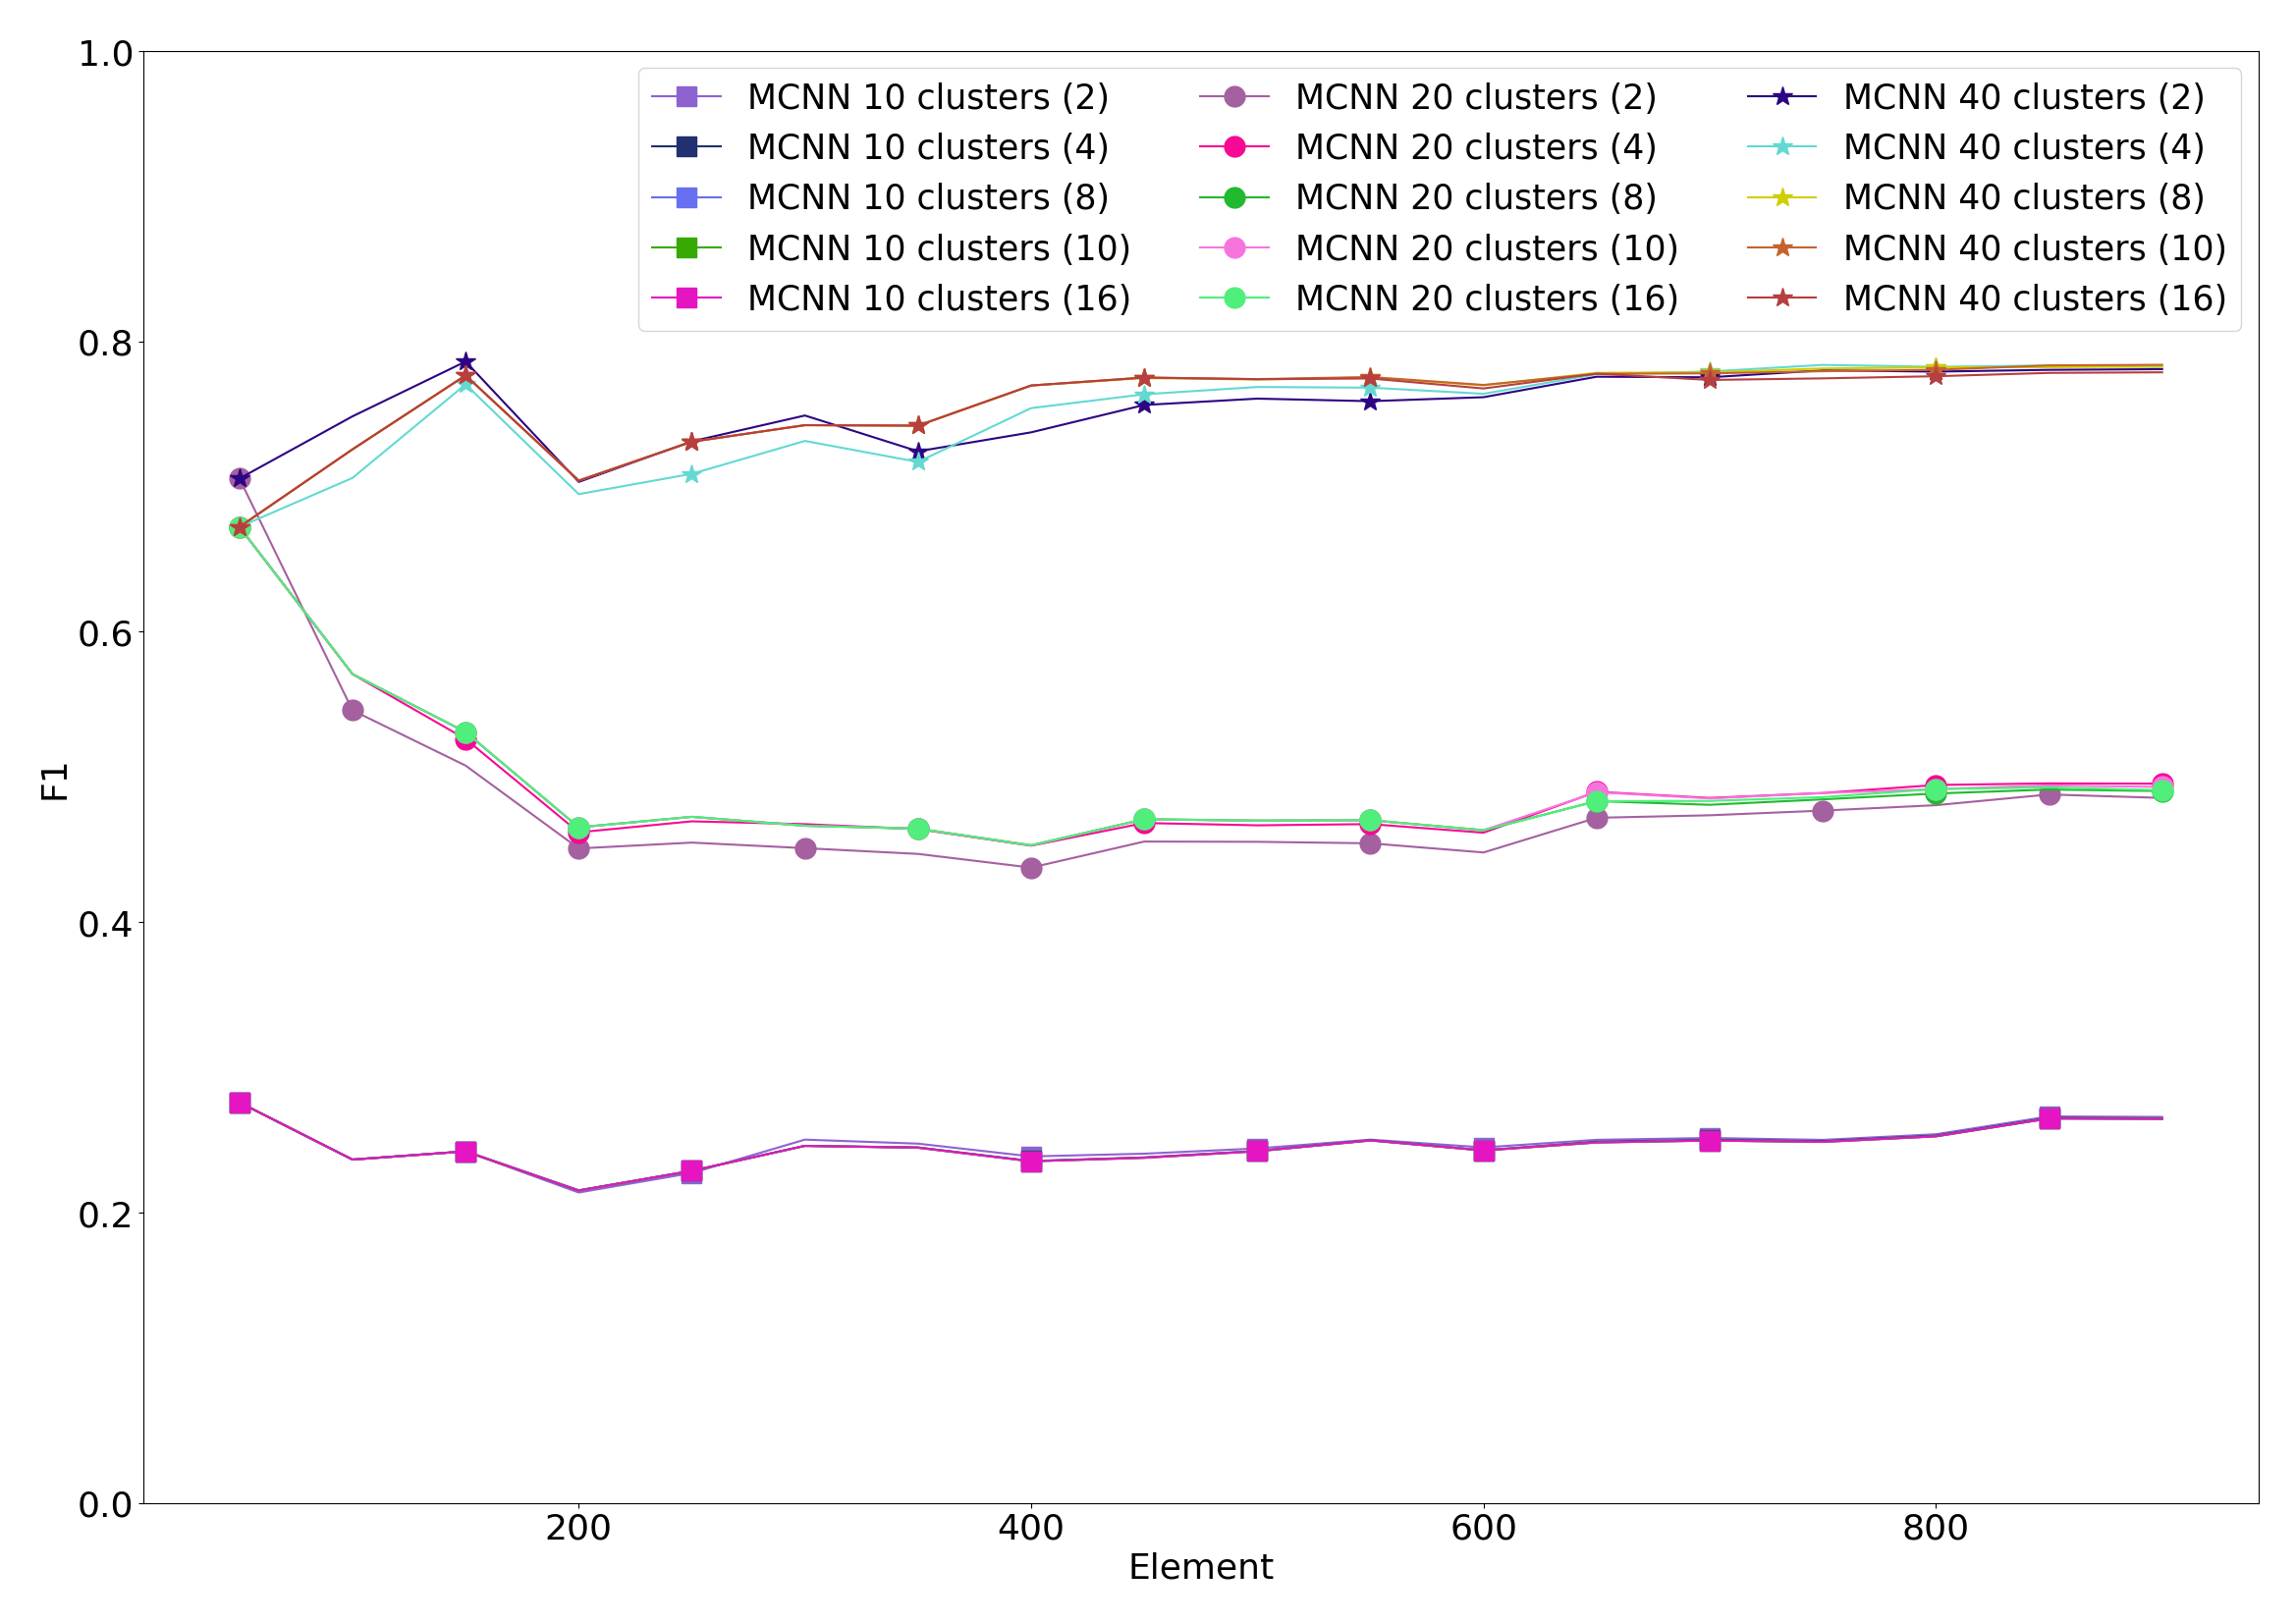 1.0
MCNN 10 clusters (2)
MCNN 20 clusters (2)
MCNN 40 clusters (2)
MCNN 10 clusters (4)
MCNN 20 clusters (4)
MCNN 40 clusters (4)
MCNN 10 clusters (8)
MCNN 20 clusters (8)
MCNN 40 clusters (8)
MCNN 10 clusters (10)
MCNN 20 clusters (10)
MCNN 40 clusters (10)
MCNN 10 clusters (16)
MCNN 20 clusters (16)
MCNN 40 clusters (16)
0.8
0.6
F1
0.4
0.2
0.0
200
400
600
800
Element